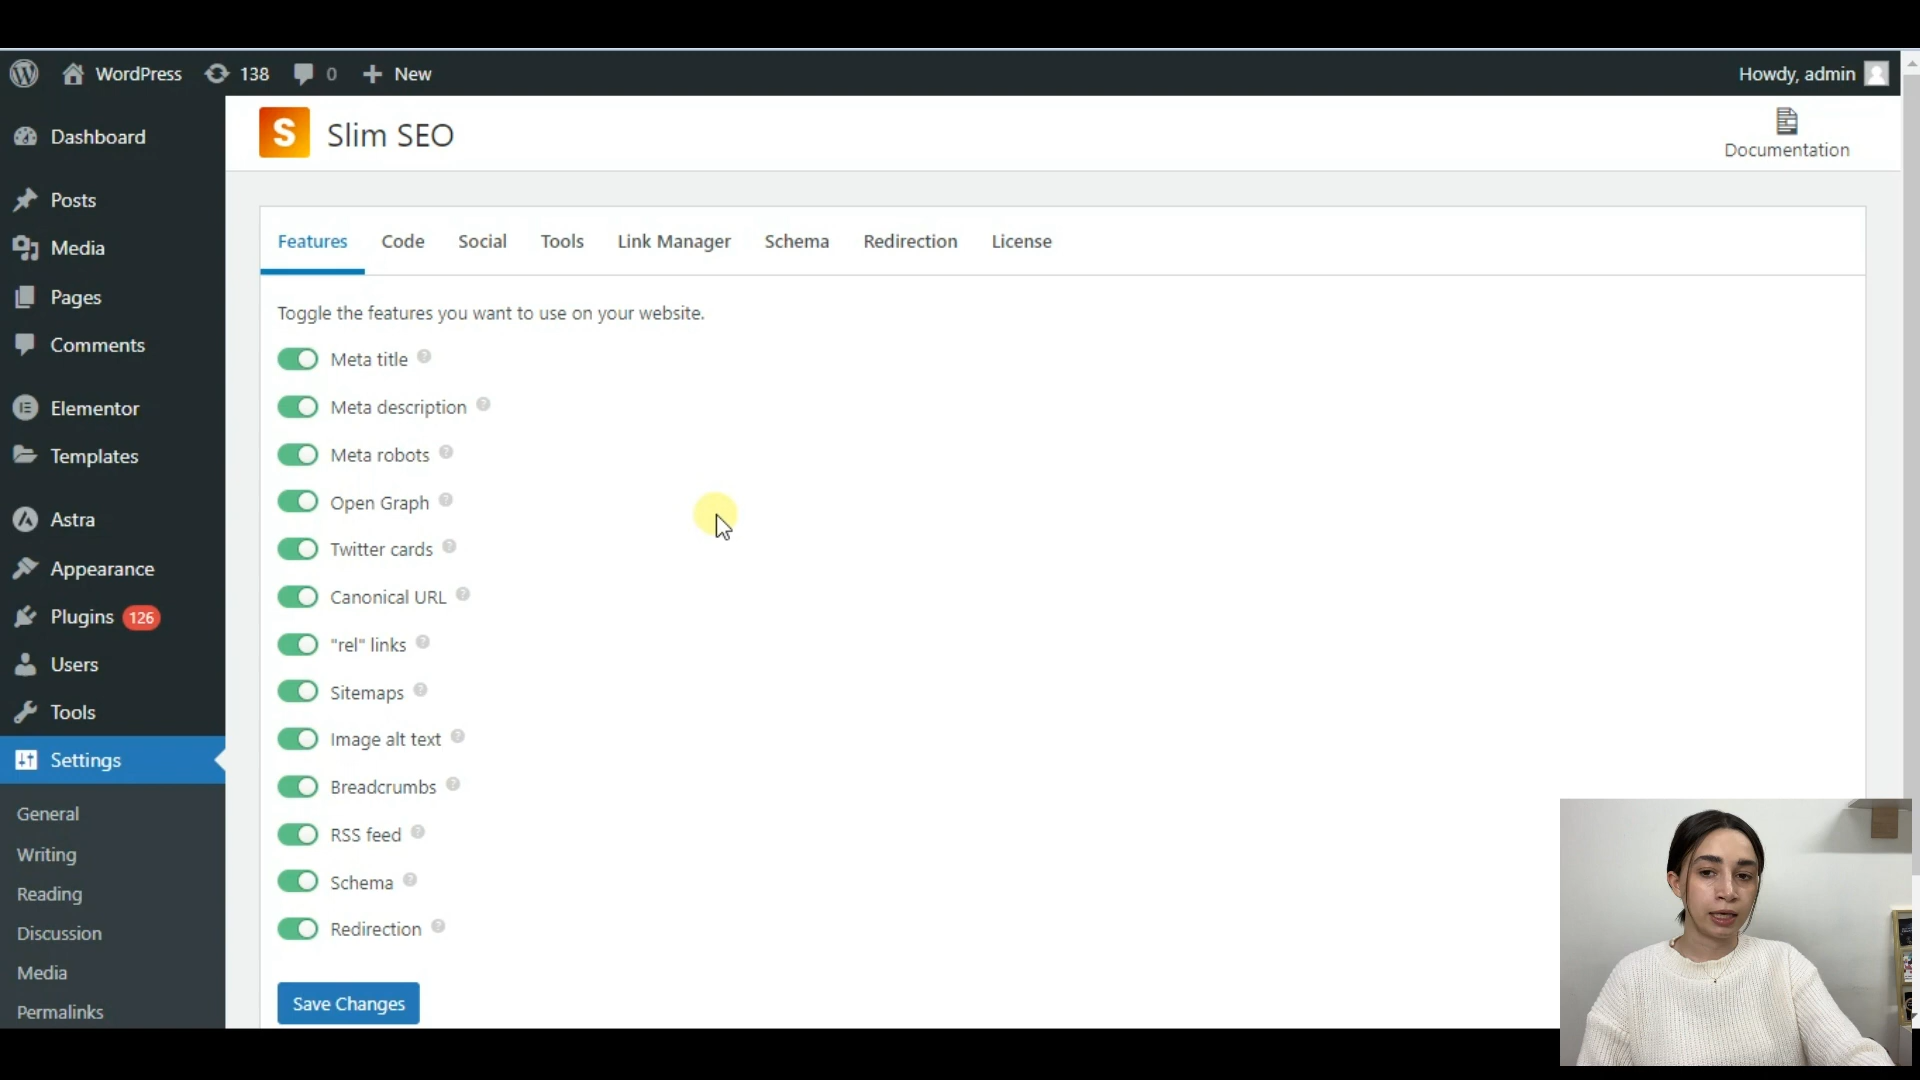 WordPress 138 0 New
Howdy, admin
Dashboard
Posts
Media
Pages
Comments
Elementor
Templates
Astra
Appearance
Plugins 126
Users
Tools
Settings
General
Writing
Reading
Discussion
Media
Permalinks
S Slim SEO
Documentation
Features Code Social Tools Link Manager Schema Redirection License
Toggle the features you want to use on your website.
Meta title
Meta description
Meta robots
Open Graph
Twitter cards
Canonical URL
"rel" links
Sitemaps
Image alt text
Breadcrumbs
RSS feed
Schema
Redirection
Save Changes